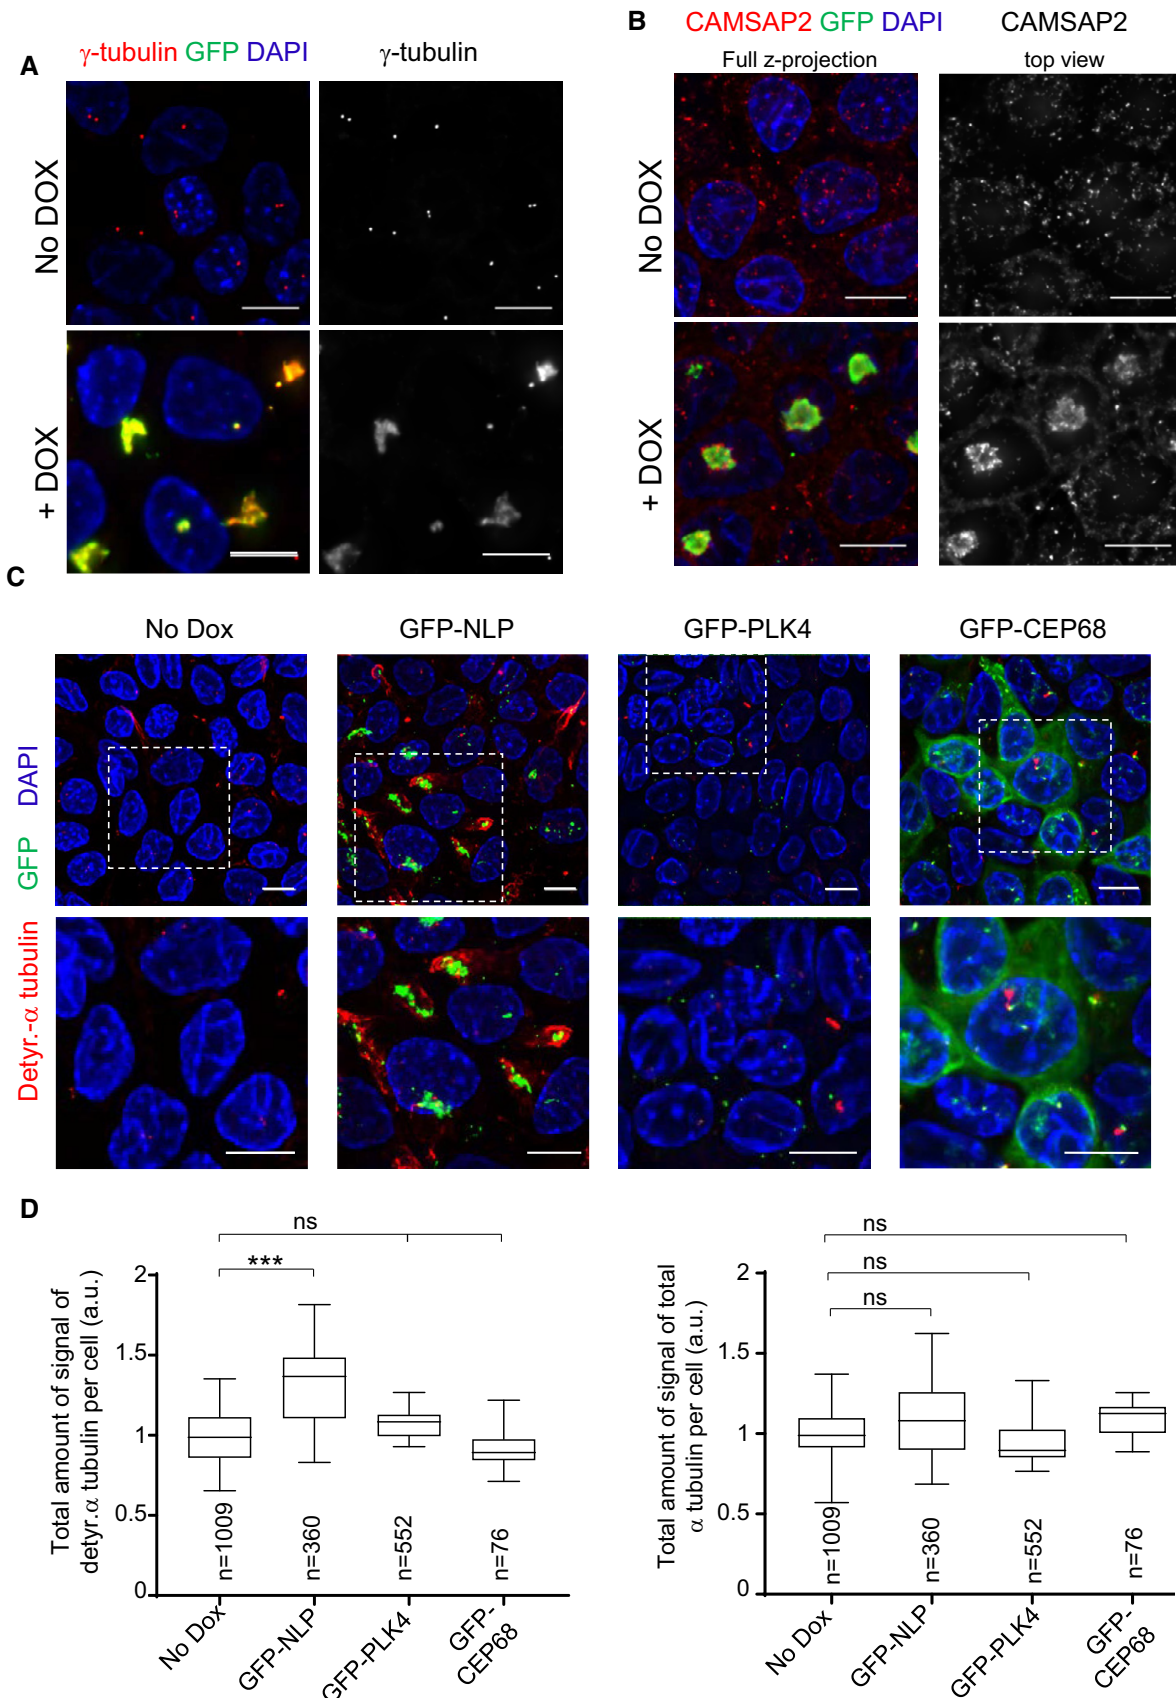 A
γ-tubulin GFP DAPI
γ-tubulin
No DOX
+ DOX
B
CAMSAP2 GFP DAPI
CAMSAP2
Full z-projection
top view
No DOX
+ DOX
C
No Dox
GFP-NLP
GFP-PLK4
GFP-CEP68
Detyr.-α tubulin GFP DAPI
D
Total amount of signal of
detyr.α tubulin per cell (a.u.)
ns
***
2
1.5
1
0.5
0
n=1009
n=360
n=552
n=76
No Dox
GFP-NLP
GFP-PLK4
GFP-
CEP68
Total amount of signal of total
α tubulin per cell (a.u.)
ns
ns
ns
2
1.5
1
0.5
0
n=1009
n=360
n=552
n=76
No Dox
GFP-NLP
GFP-PLK4
GFP-
CEP68